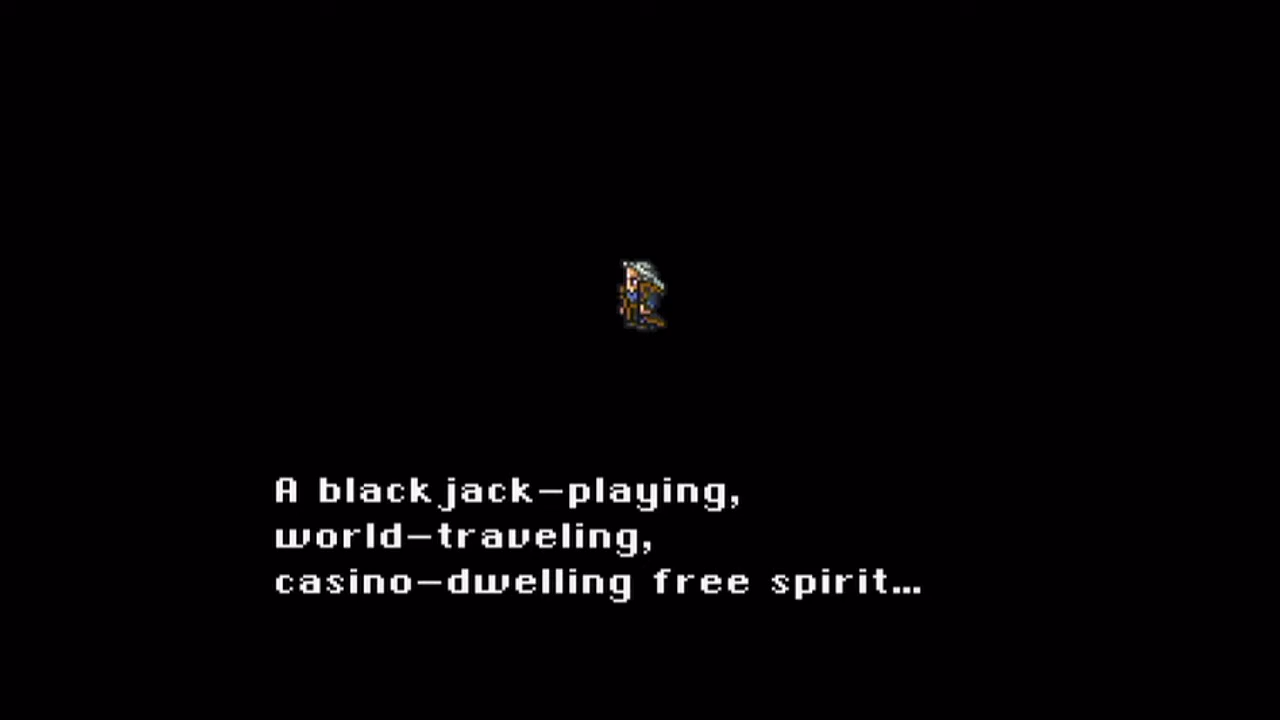 A blackjack-playing,
world-traveling,
casino-dwelling free spirit...